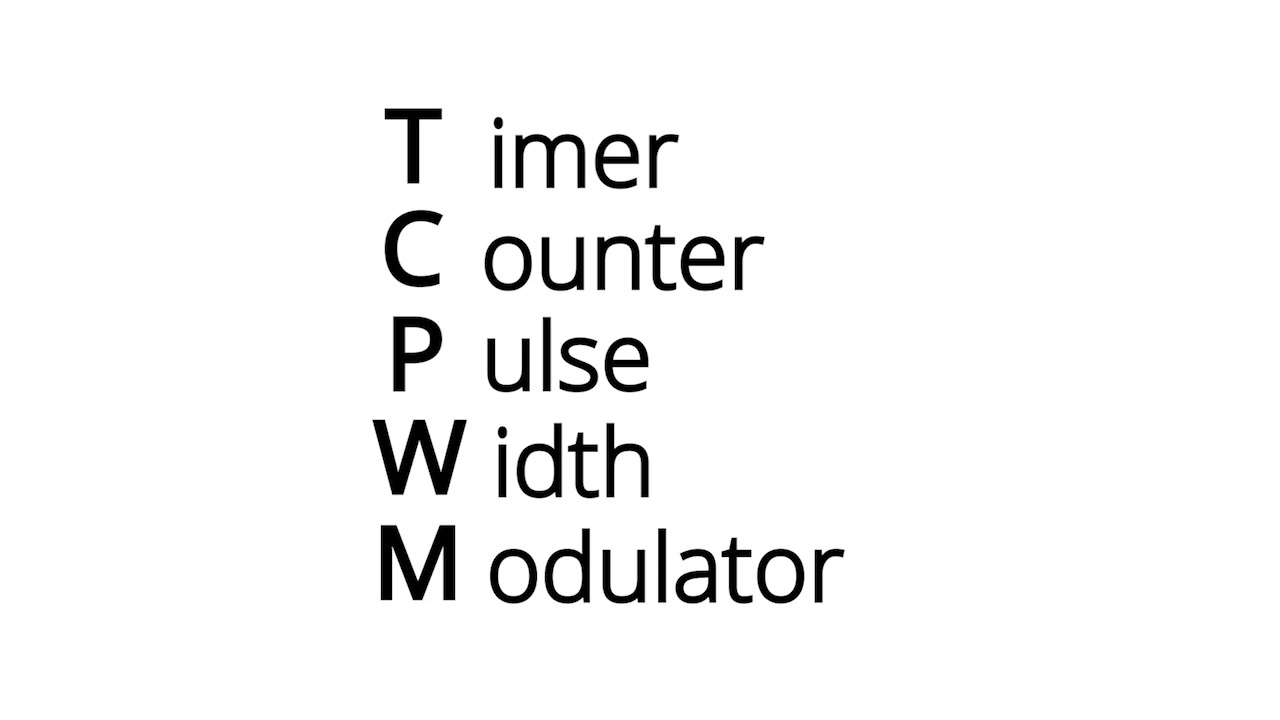 T imer
C ounter
P ulse
W idth
M odulator